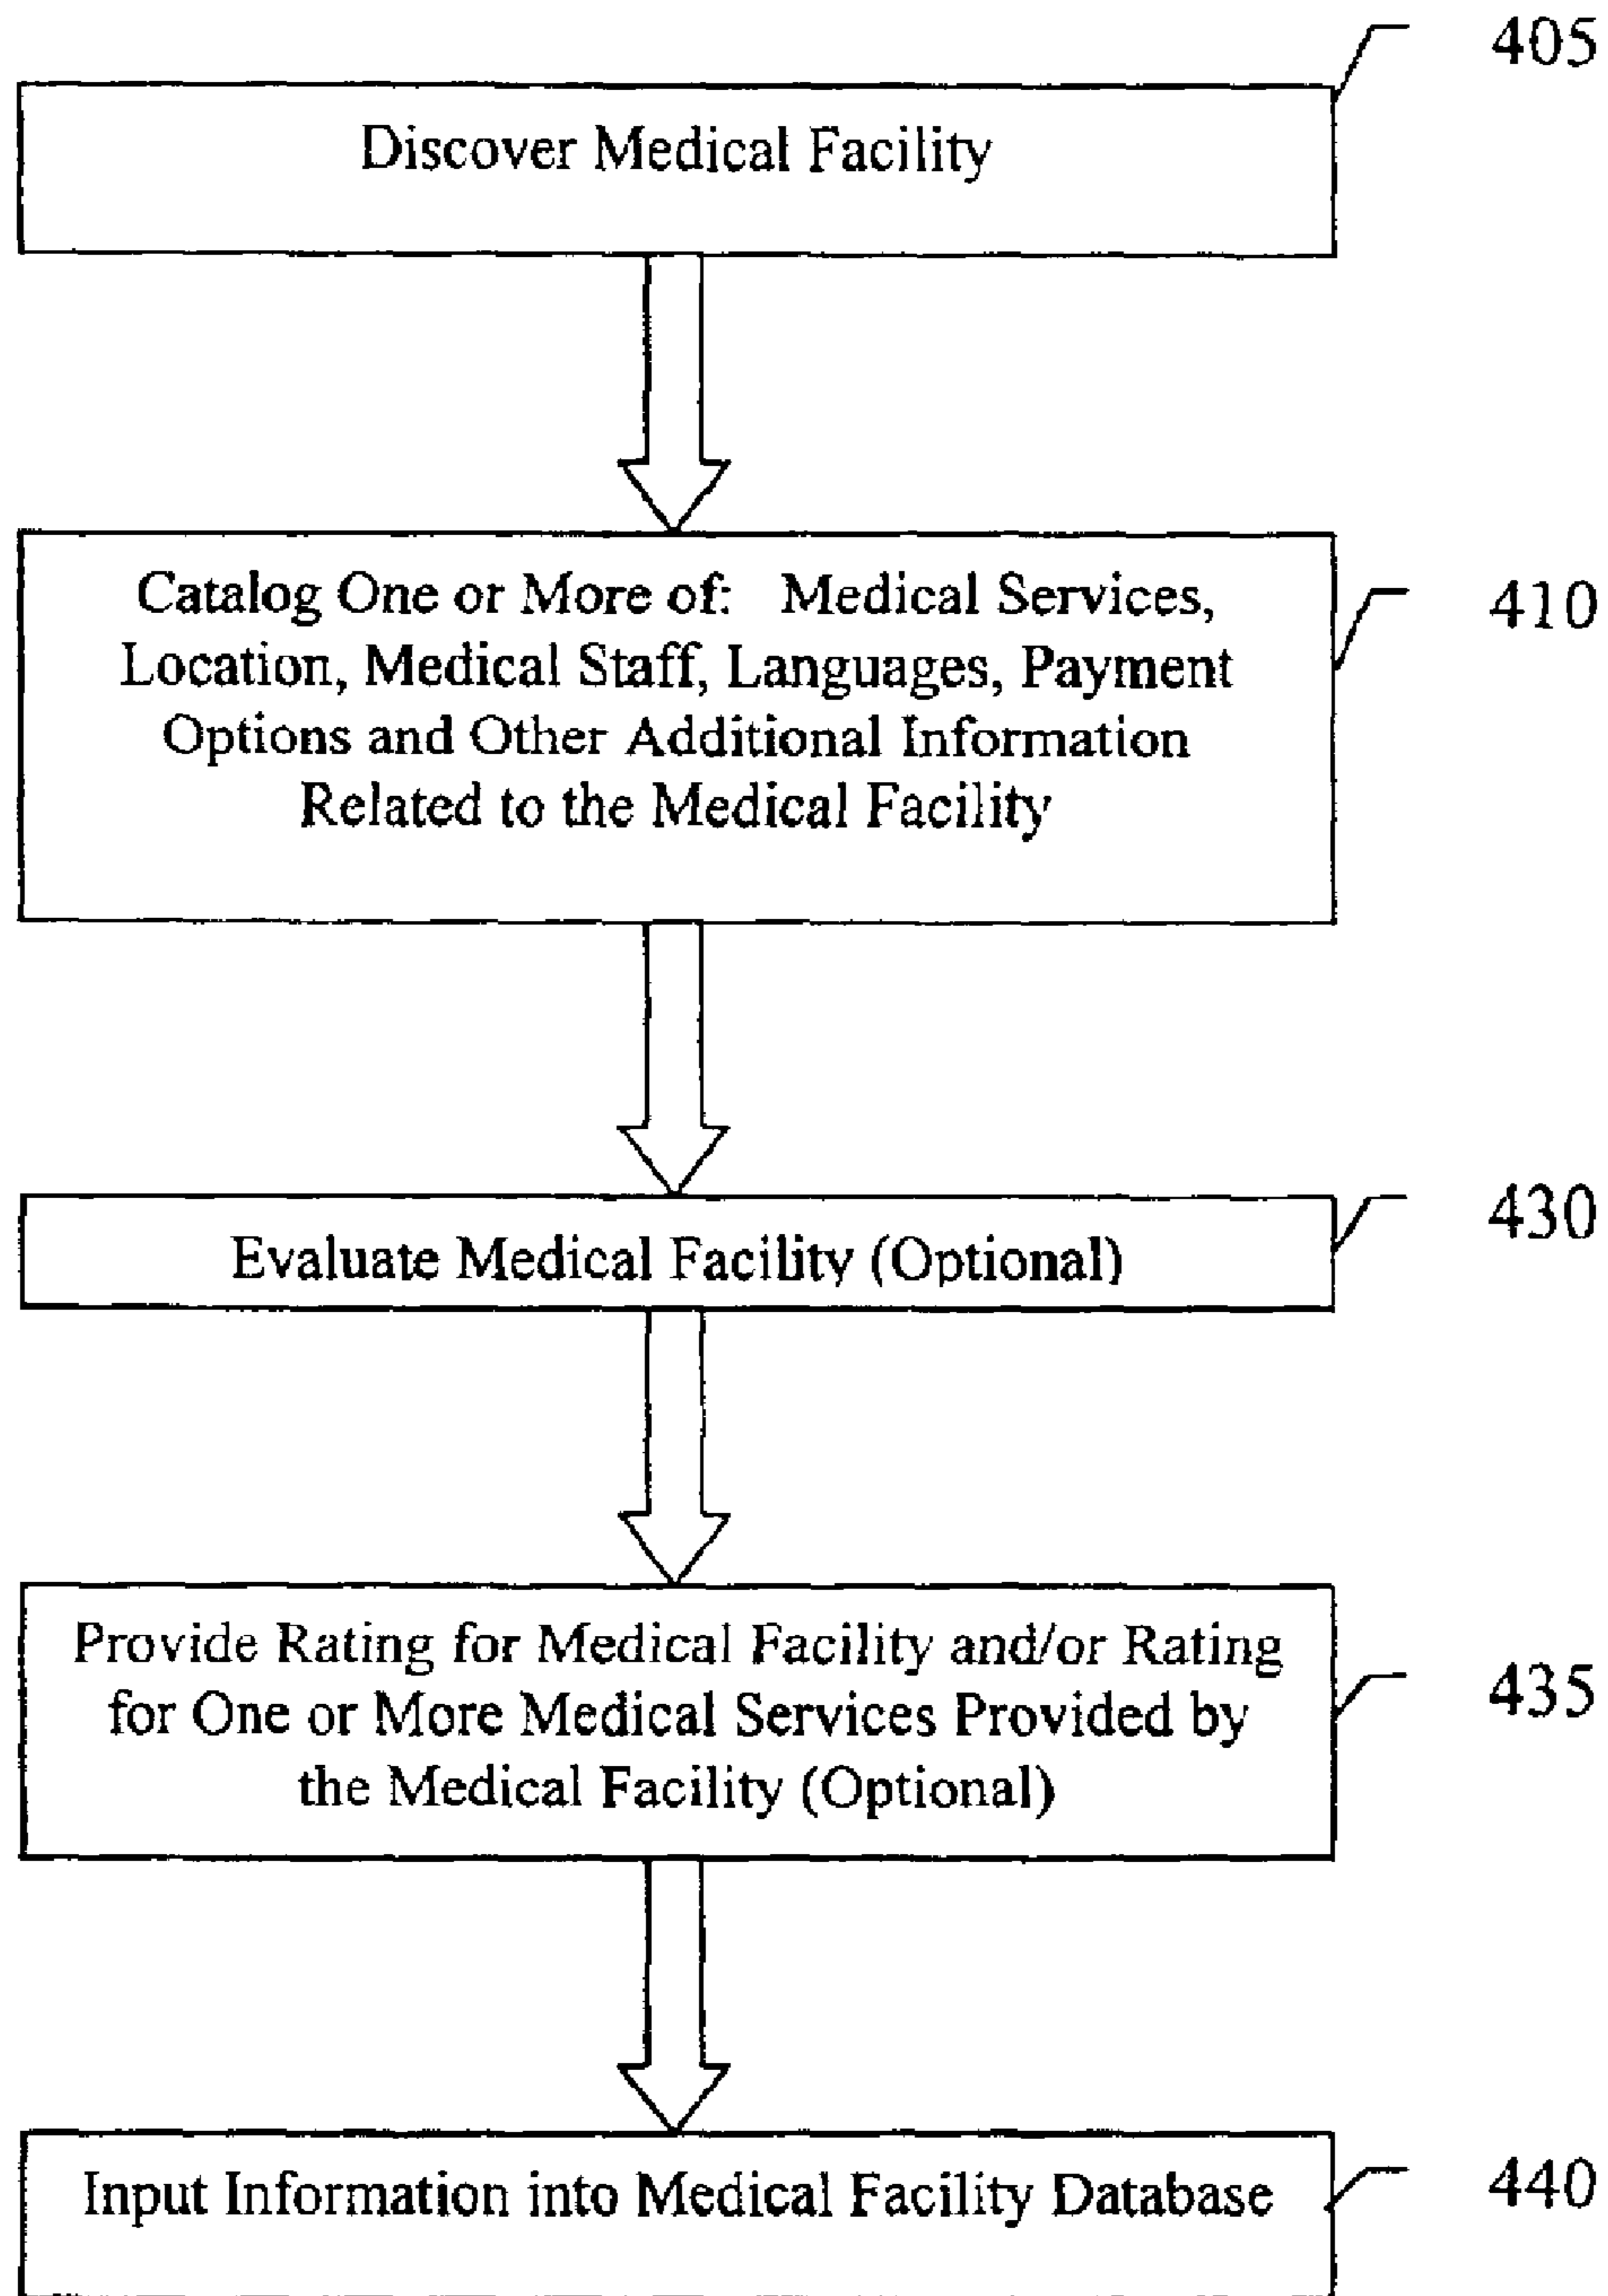 405
Discover Medical Facility
Catalog One or More of: Medical Services,
410
Location, Medical Staff, Languages, Payment
Options and Other Additional Information
Related to the Medical Facility
430
Evaluate Medical Facility (Optional)
Provide Rating for Medical Facility and/or Rating
435
for One or More Medical Services Provided by
the Medical Facility (Optional)
440
Input Information into Medical Facility Database